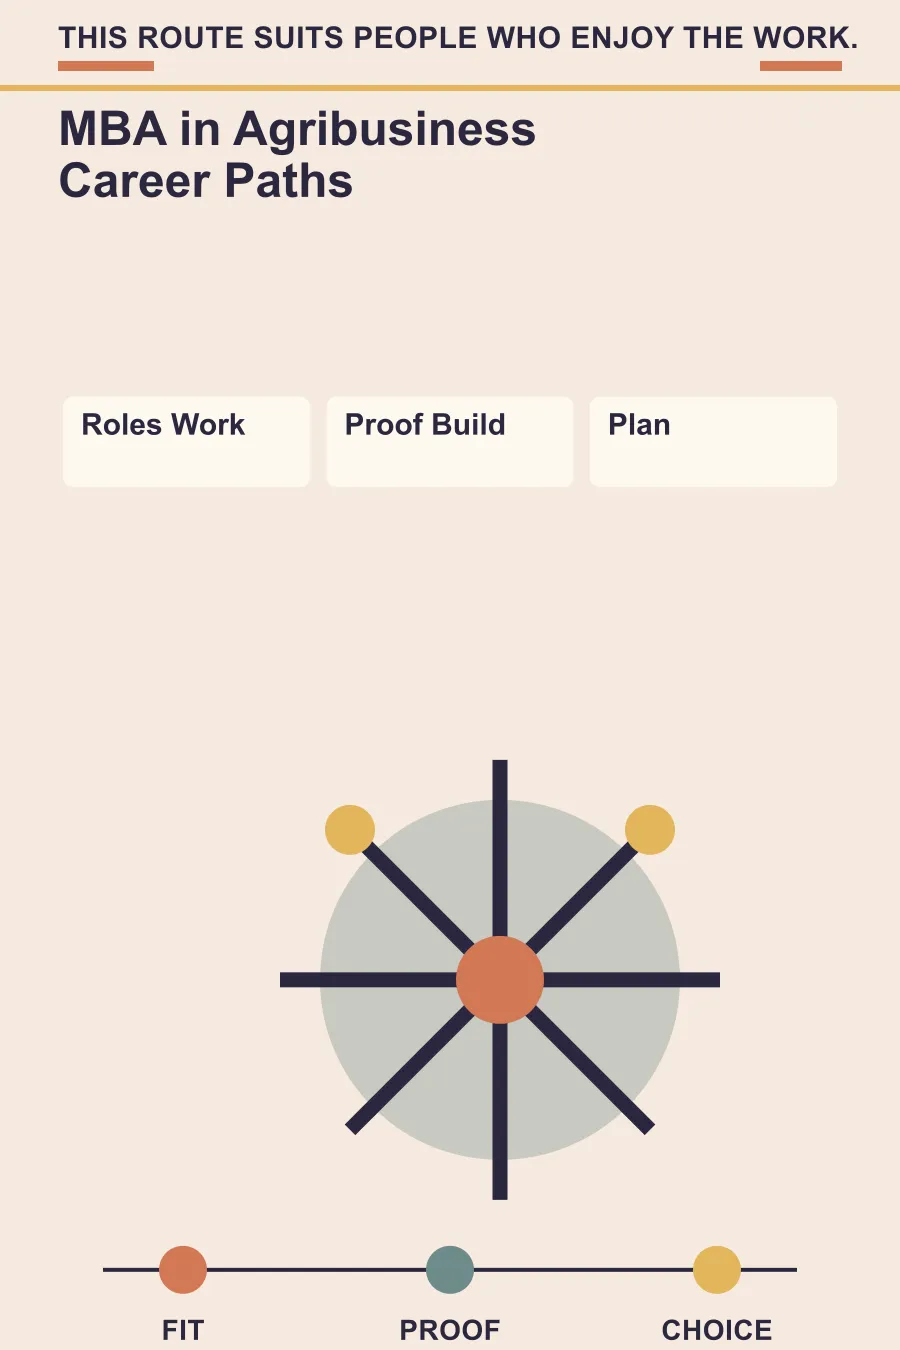 THIS ROUTE SUITS PEOPLE WHO ENJOY THE WORK.
MBA in Agribusiness
Career Paths
Roles Work
Proof Build
Plan
FIT
PROOF
CHOICE